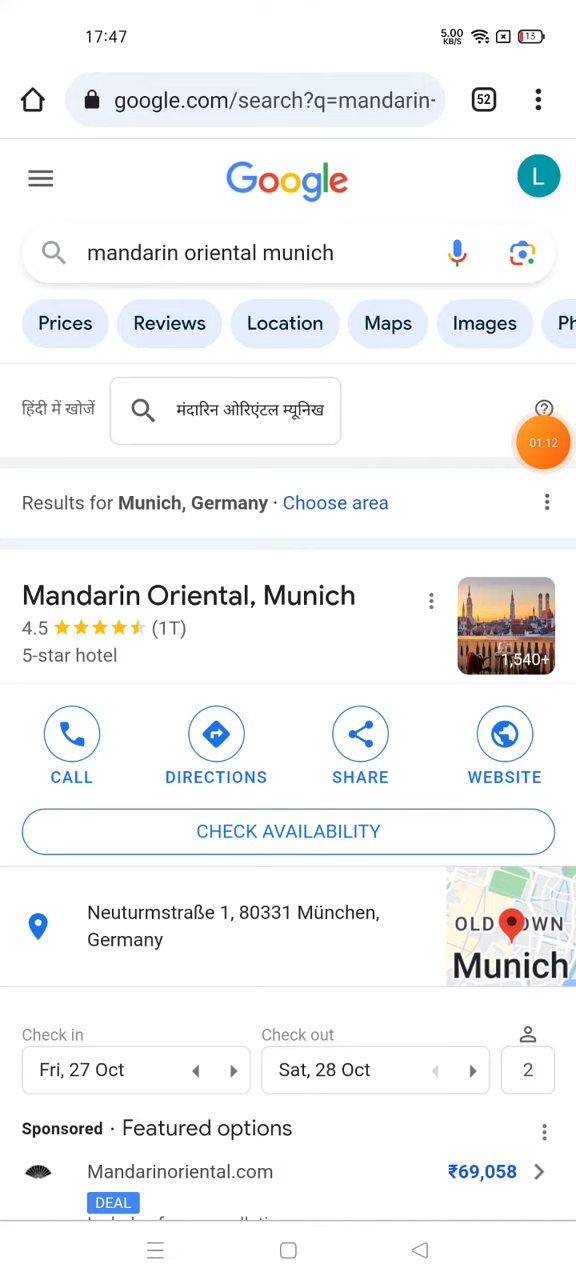 17:47
5.00
KB/S
13
google.com/search?q=mandarin-
52
Google
L
mandarin oriental munich
Prices
Reviews
Location
Maps
Images
Ph
हिंदी में खोजें
मंदारिन ओरिएंटल म्यूनिख
01:12
Results for Munich, Germany · Choose area
Mandarin Oriental, Munich
4.5 (1T)
5-star hotel
1,540+
CALL
DIRECTIONS
SHARE
WEBSITE
CHECK AVAILABILITY
Neuturmstraße 1, 80331 München,
Germany
OLD TOWN
Munich
Check in
Check out
Fri, 27 Oct
Sat, 28 Oct
2
Sponsored · Featured options
Mandarinoriental.com
₹69,058
DEAL